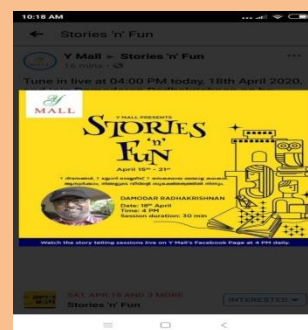 10:18 AM
Stories 'n' Fun
Y Mall ▸ Stories 'n' Fun
16 mins
Tune in live at 04:00 PM today, 18th April 2020,
y
MALL
Y MALL PRESENTS
STORIES
'n'
FUN
April 15th - 21st
DAMODAR RADHAKRISHNAN
Date: 18th April
Time: 4 PM
Session duration: 30 min
Watch the story telling sessions live on Y Mall's Facebook Page at 4 PM daily.
SAT, APR 18 AND 3 MORE
Stories 'n' Fun
INTERESTED